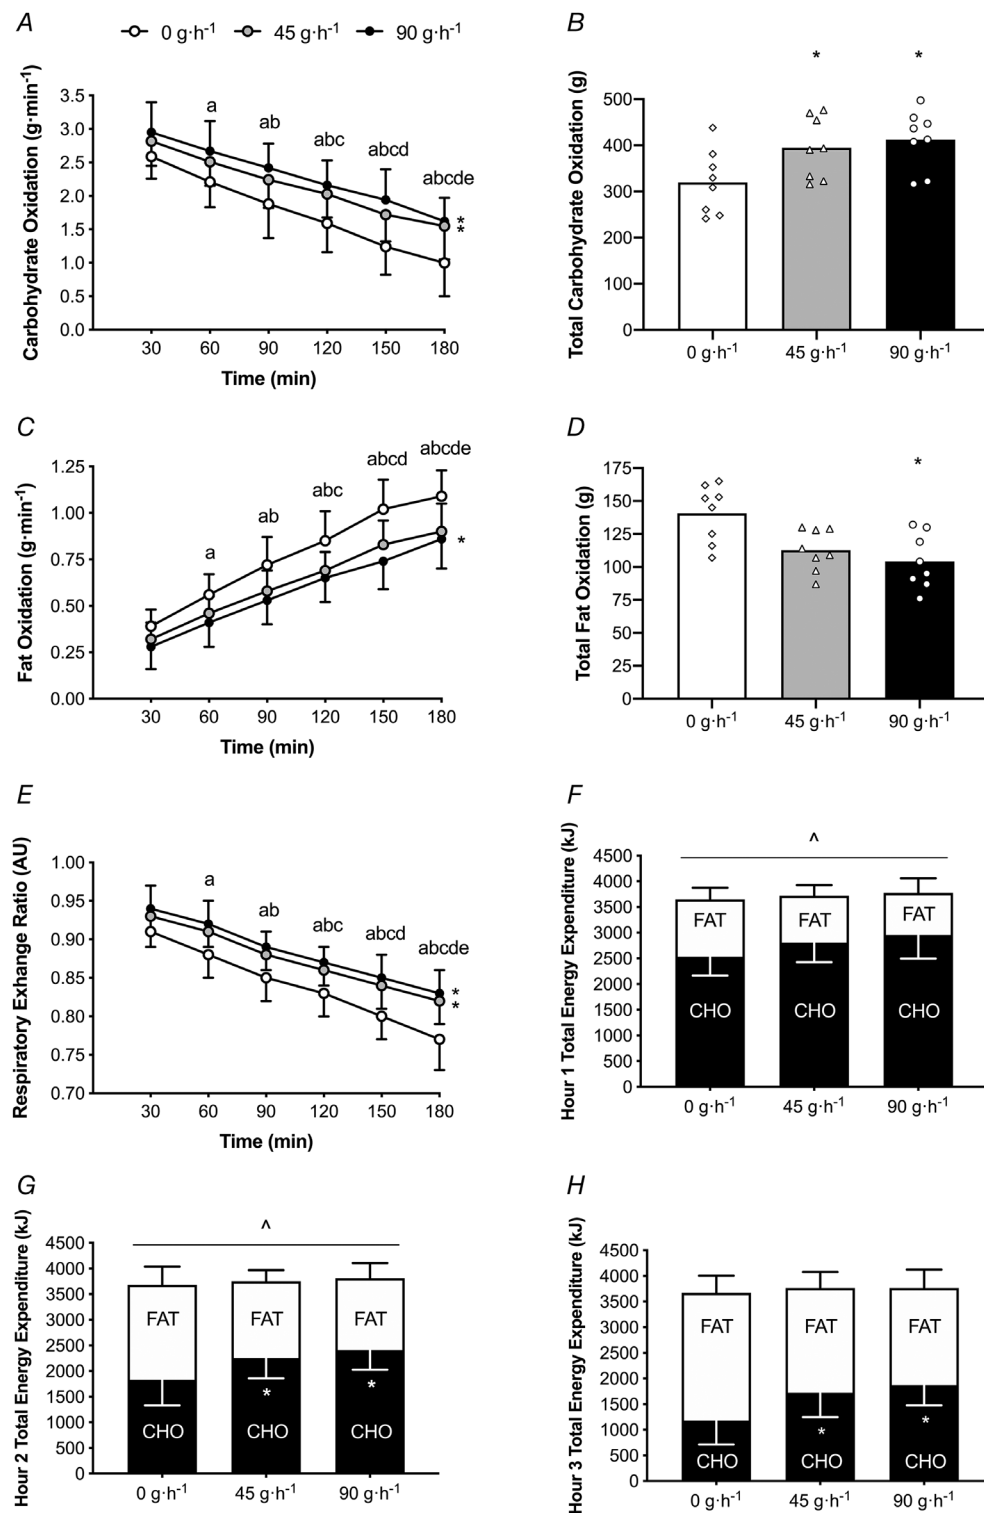 A
0 g·h⁻¹ 45 g·h⁻¹ 90 g·h⁻¹
Carbohydrate Oxidation (g·min⁻¹)
3.5
3.0
2.5
2.0
1.5
1.0
0.5
0.0
a
ab
abc
abcd
abcde
*
*
30 60 90 120 150 180
Time (min)
B
Total Carbohydrate Oxidation (g)
* *
500
400
300
200
100
0
0 g·h⁻¹ 45 g·h⁻¹ 90 g·h⁻¹
C
Fat Oxidation (g·min⁻¹)
1.25
1.00
0.75
0.50
0.25
0.00
a
ab
abc
abcd
abcde
*
30 60 90 120 150 180
Time (min)
D
Total Fat Oxidation (g)
*
175
150
125
100
75
50
25
0
0 g·h⁻¹ 45 g·h⁻¹ 90 g·h⁻¹
E
Respiratory Exhange Ratio (AU)
1.00
0.95
0.90
0.85
0.80
0.75
0.70
a
ab
abc
abcd
abcde
*
*
30 60 90 120 150 180
Time (min)
F
Hour 1 Total Energy Expenditure (kJ)
^
4500
4000
3500
3000
2500
2000
1500
1000
500
0
FAT FAT FAT
CHO CHO CHO
0 g·h⁻¹ 45 g·h⁻¹ 90 g·h⁻¹
G
Hour 2 Total Energy Expenditure (kJ)
^
4500
4000
3500
3000
2500
2000
1500
1000
500
0
FAT FAT FAT
* *
CHO CHO CHO
0 g·h⁻¹ 45 g·h⁻¹ 90 g·h⁻¹
H
Hour 3 Total Energy Expenditure (kJ)
4500
4000
3500
3000
2500
2000
1500
1000
500
0
FAT FAT FAT
* *
CHO CHO CHO
0 g·h⁻¹ 45 g·h⁻¹ 90 g·h⁻¹